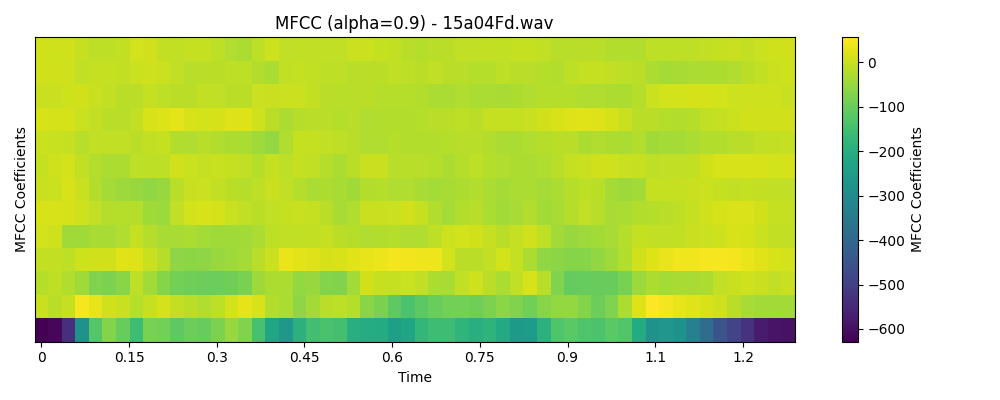 MFCC (alpha=0.9) - 15a04Fd.wav
MFCC Coefficients
0 0.15 0.3 0.45 0.6 0.75 0.9 1.1 1.2
Time
0
−100
−200
−300
−400
−500
−600
MFCC Coefficients